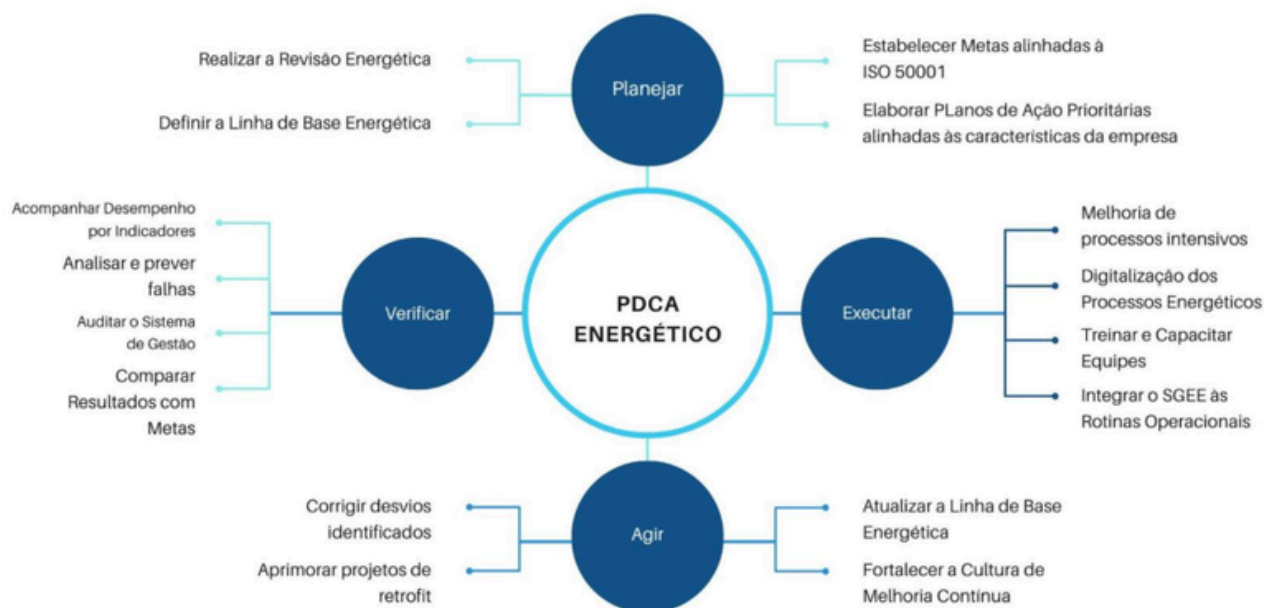 Planejar
Realizar a Revisão Energética
Definir a Linha de Base Energética
Estabelecer Metas alinhadas à
ISO 50001
Elaborar PLanos de Ação Prioritárias
alinhadas às características da empresa
PDCA
ENERGÉTICO
Verificar
Acompanhar Desempenho
por Indicadores
Analisar e prever
falhas
Auditar o Sistema
de Gestão
Comparar
Resultados com
Metas
Executar
Melhoria de
processos intensivos
Digitalização dos
Processos Energéticos
Treinar e Capacitar
Equipes
Integrar o SGEE às
Rotinas Operacionais
Agir
Corrigir desvios
identificados
Aprimorar projetos de
retrofit
Atualizar a Linha de Base
Energética
Fortalecer a Cultura de
Melhoria Contínua